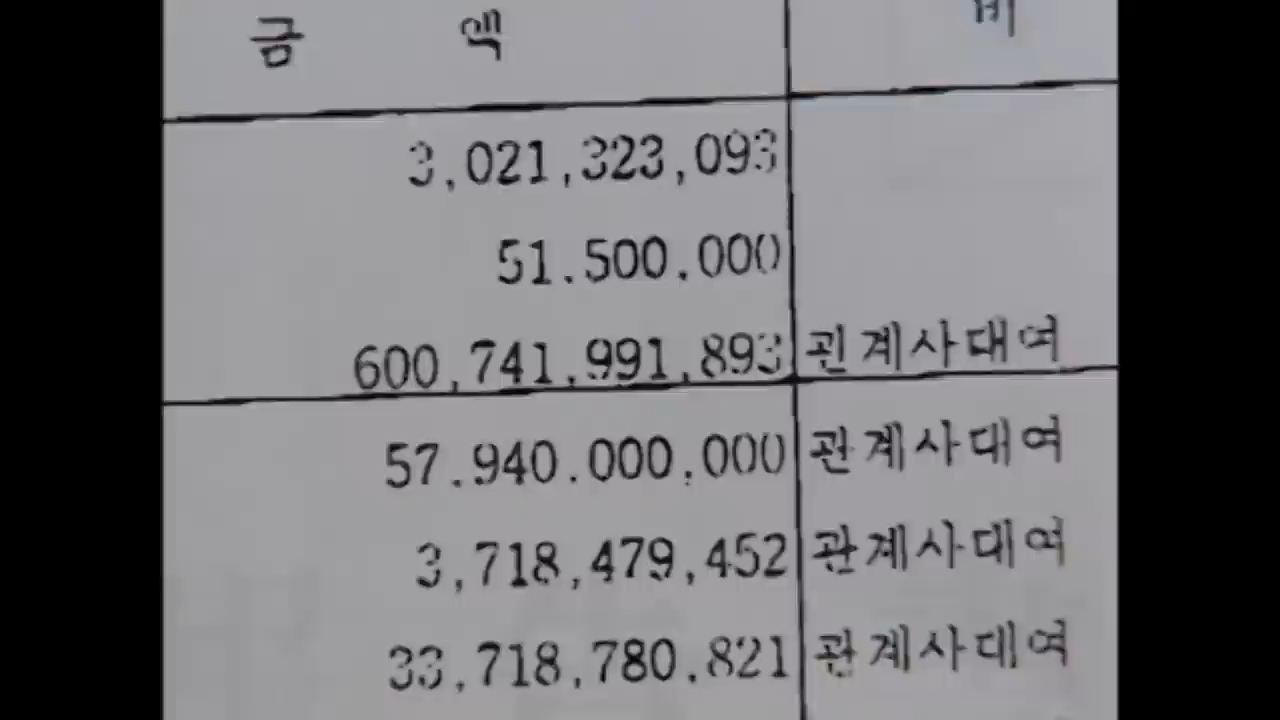 금 액 비
3,021,323,093
51.500.000
600,741,991,893 관계사대여
57.940.000,000 관계사대여
3,718,479,452 관계사대여
33,718,780.821 관계사대여